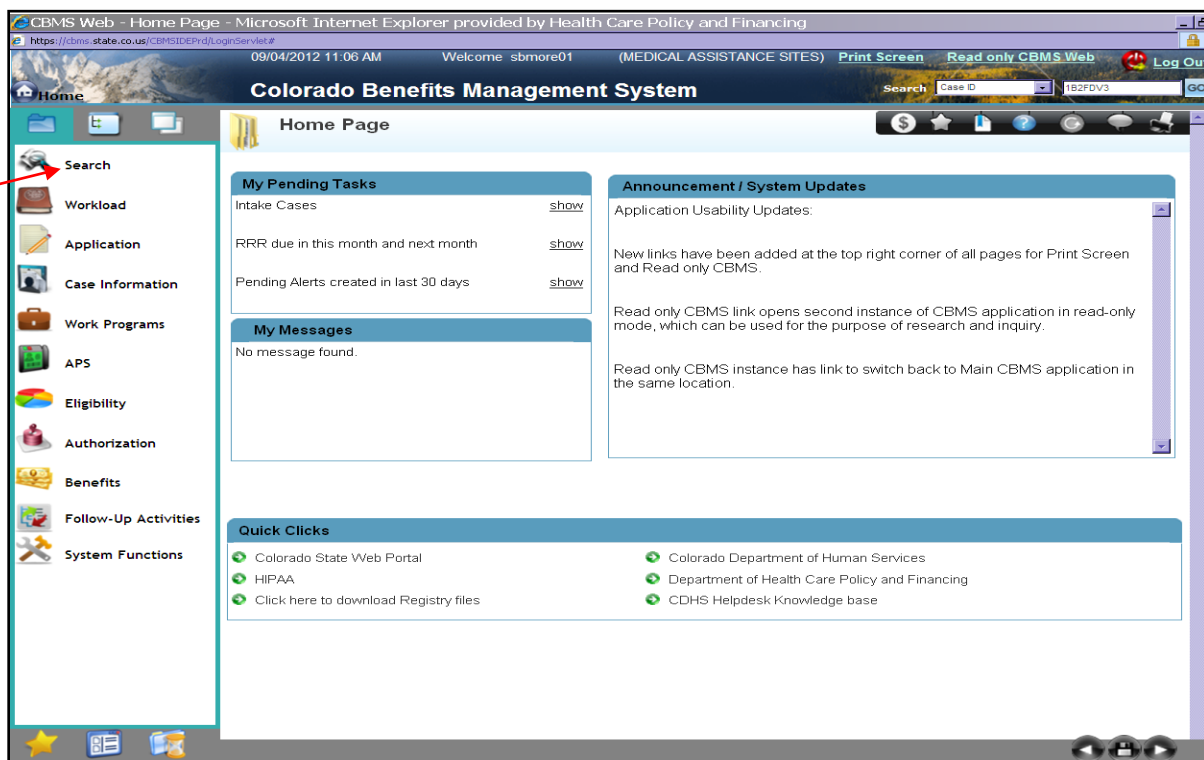 CBMS Web - Home Page - Microsoft Internet Explorer provided by Health Care Policy and Financing
https://cbms.state.co.us/CBMSIDEPrd/LoginServlet#
09/04/2012 11:06 AM Welcome sbmore01 (MEDICAL ASSISTANCE SITES) Print Screen Read only CBMS Web Log Ou
Home Colorado Benefits Management System Search Case ID 1B2FDV3 GO
Home Page
Search
Workload
Application
Case Information
Work Programs
APS
Eligibility
Authorization
Benefits
Follow-Up Activities
System Functions
My Pending Tasks
Intake Cases show
RRR due in this month and next month show
Pending Alerts created in last 30 days show
My Messages
No message found.
Announcement / System Updates
Application Usability Updates:
New links have been added at the top right corner of all pages for Print Screen
and Read only CBMS.
Read only CBMS link opens second instance of CBMS application in read-only
mode, which can be used for the purpose of research and inquiry.
Read only CBMS instance has link to switch back to Main CBMS application in
the same location.
Quick Clicks
Colorado State Web Portal
HIPAA
Click here to download Registry files
Colorado Department of Human Services
Department of Health Care Policy and Financing
CDHS Helpdesk Knowledge base